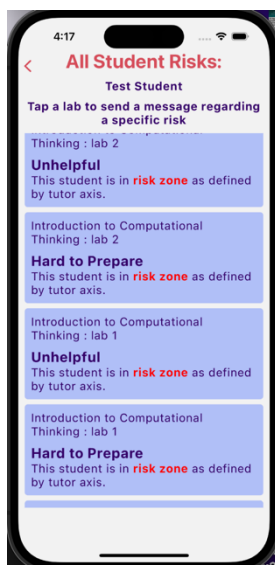 4:17
All Student Risks:
Test Student
Tap a lab to send a message regarding
a specific risk
Introduction to Computational
Thinking : lab 2
Unhelpful
This student is in risk zone as defined
by tutor axis.
Introduction to Computational
Thinking : lab 2
Hard to Prepare
This student is in risk zone as defined
by tutor axis.
Introduction to Computational
Thinking : lab 1
Unhelpful
This student is in risk zone as defined
by tutor axis.
Introduction to Computational
Thinking : lab 1
Hard to Prepare
This student is in risk zone as defined
by tutor axis.